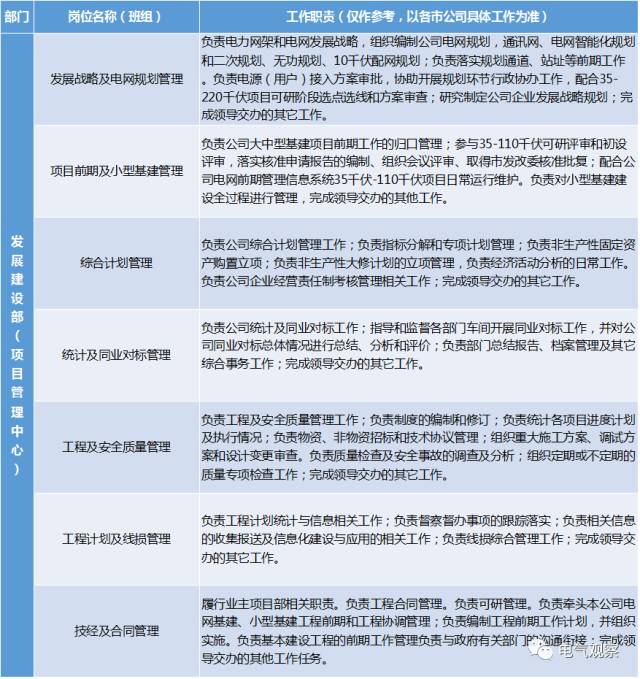 部门 岗位名称（班组） 工作职责（仅作参考，以各市公司具体工作为准）
发展建设部（项目管理中心）
发展战略及电网规划管理
负责电力网架和电网发展战略，组织编制公司电网规划，通讯网、电网智能化规划
和二次规划、无功规划、10千伏配网规划；负责落实规划通道、站址等前期工作
。负责电源（用户）接入方案审批，协助开展规划环节行政协办工作，配合35-
220千伏项目可研阶段选点选线和方案审查；研究制定公司企业发展战略规划；完
成领导交办的其它工作。
项目前期及小型基建管理
负责公司大中型基建项目前期工作的归口管理；参与35-110千伏可研评审和初设
评审，落实核准申请报告的编制、组织会议评审、取得市发改委核准批复；配合公
司电网前期管理信息系统35千伏-110千伏项目日常运行维护。负责对小型基建建
设全过程进行管理，完成领导交办的其他工作。
综合计划管理
负责公司综合计划管理工作；负责指标分解和专项计划管理；负责非生产性固定资
产购置立项；负责非生产性大修计划的立项管理，负责经济活动分析的日常工作。
负责公司企业经营责任制考核管理相关工作；完成领导交办的其它工作。
统计及同业对标管理
负责公司统计及同业对标工作；指导和监督各部门车间开展同业对标工作，并对公
司同业对标总体情况进行总结、分析和评价；负责部门总结报告、档案管理及其它
综合事务工作；完成领导交办的其它工作。
工程及安全质量管理
负责工程及安全质量管理工作；负责制度的编制和修订；负责统计各项目进度计划
及执行情况；负责物资、非物资招标和技术协议管理；组织重大施工方案、调试方
案和设计变更审查。负责质量检查及安全事故的调查及分析；组织定期或不定期的
质量专项检查工作；完成领导交办的其它工作。
工程计划及线损管理
负责工程计划统计与信息相关工作；负责督察督办事项的跟踪落实；负责相关信息
的收集报送及信息化建设与应用的相关工作；负责线损综合管理工作；完成领导交
办的其它工作。
技经及合同管理
履行业主项目部相关职责。负责工程合同管理。负责可研管理。负责牵头本公司电
网基建、小型基建工程前期和工程协调管理；负责编制工程前期工作计划，并组织
实施。负责基本建设工程的前期工作管理负责与政府有关部门的沟通衔接；完成领
导交办的其他工作任务。
电气观察